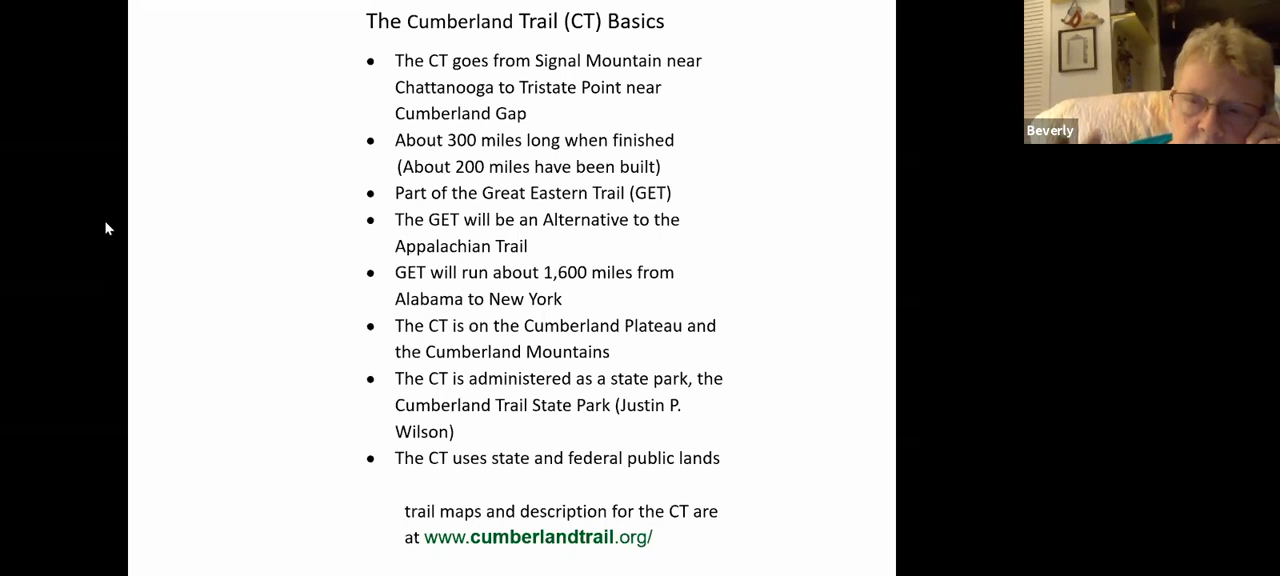 The Cumberland Trail (CT) Basics
• The CT goes from Signal Mountain near
Chattanooga to Tristate Point near
Cumberland Gap
• About 300 miles long when finished
(About 200 miles have been built)
• Part of the Great Eastern Trail (GET)
• The GET will be an Alternative to the
Appalachian Trail
• GET will run about 1,600 miles from
Alabama to New York
• The CT is on the Cumberland Plateau and
the Cumberland Mountains
• The CT is administered as a state park, the
Cumberland Trail State Park (Justin P.
Wilson)
• The CT uses state and federal public lands
trail maps and description for the CT are
at www.cumberlandtrail.org/
Beverly